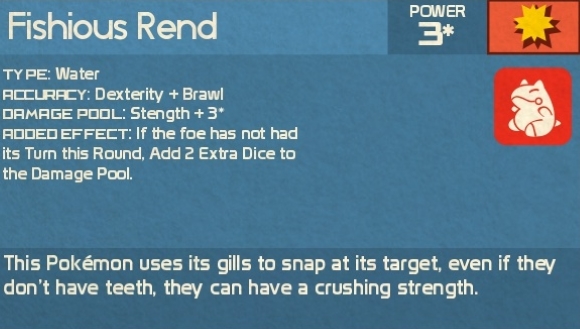 Fishious Rend
POWER
3*
TYPE: Water
ACCURACY: Dexterity + Brawl
DAMAGE POOL: Stength + 3*
ADDED EFFECT: If the foe has not had
its Turn this Round, Add 2 Extra Dice to
the Damage Pool.
This Pokémon uses its gills to snap at its target, even if they
don't have teeth, they can have a crushing strength.